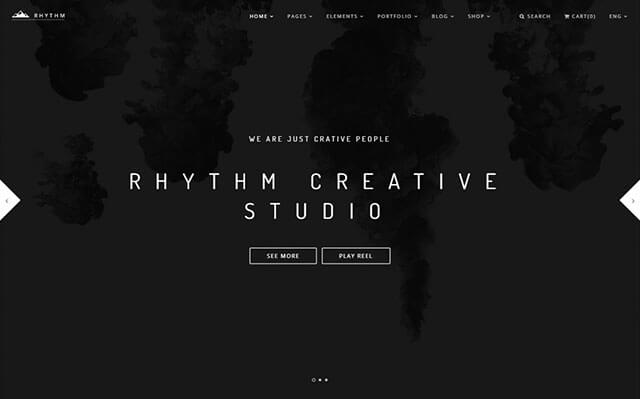 RHYTHM
HOME PAGES ELEMENTS PORTFOLIO BLOG SHOP SEARCH CART(0) ENG
WE ARE JUST CRATIVE PEOPLE
RHYTHM CREATIVE
STUDIO
SEE MORE PLAY REEL